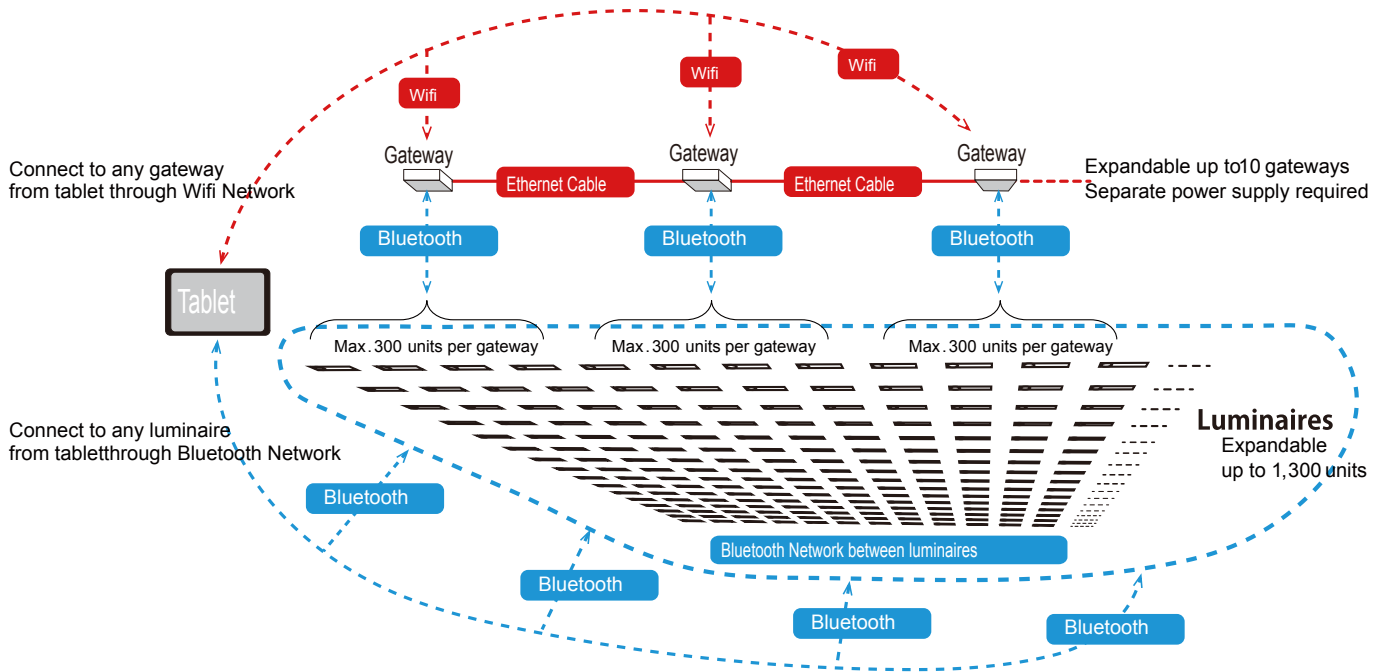 Wifi
Wifi
Wifi
Gateway
Gateway
Gateway
Connect to any gateway
from tablet through Wifi Network
Ethernet Cable
Ethernet Cable
Expandable up to10 gateways
Separate power supply required
Bluetooth
Bluetooth
Bluetooth
Tablet
Max.300 units per gateway
Max.300 units per gateway
Max.300 units per gateway
Luminaires
Expandable
up to 1,300 units
Connect to any luminaire
from tabletthrough Bluetooth Network
Bluetooth
Bluetooth Network between luminaires
Bluetooth
Bluetooth
Bluetooth